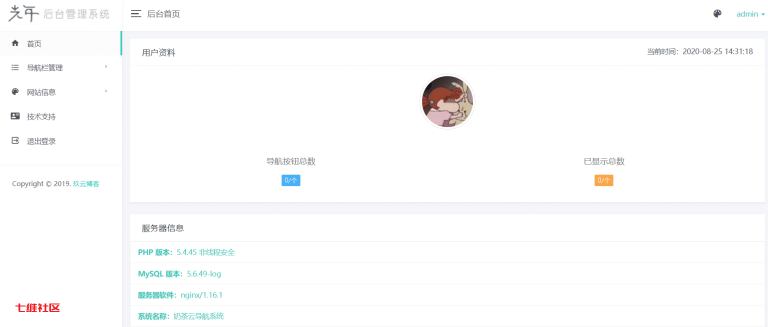 光年 后台管理系统
后台首页
admin
首页
导航栏管理
网站信息
技术支持
退出登录
Copyright © 2019. 玖云博客
七维社区
用户资料
当前时间：2020-08-25 14:31:18
导航按钮总数
已显示总数
0/个
0/个
服务器信息
PHP 版本：5.4.45 非线程安全
MySQL 版本：5.6.49-log
服务器软件：nginx/1.16.1
系统名称：奶茶云导航系统